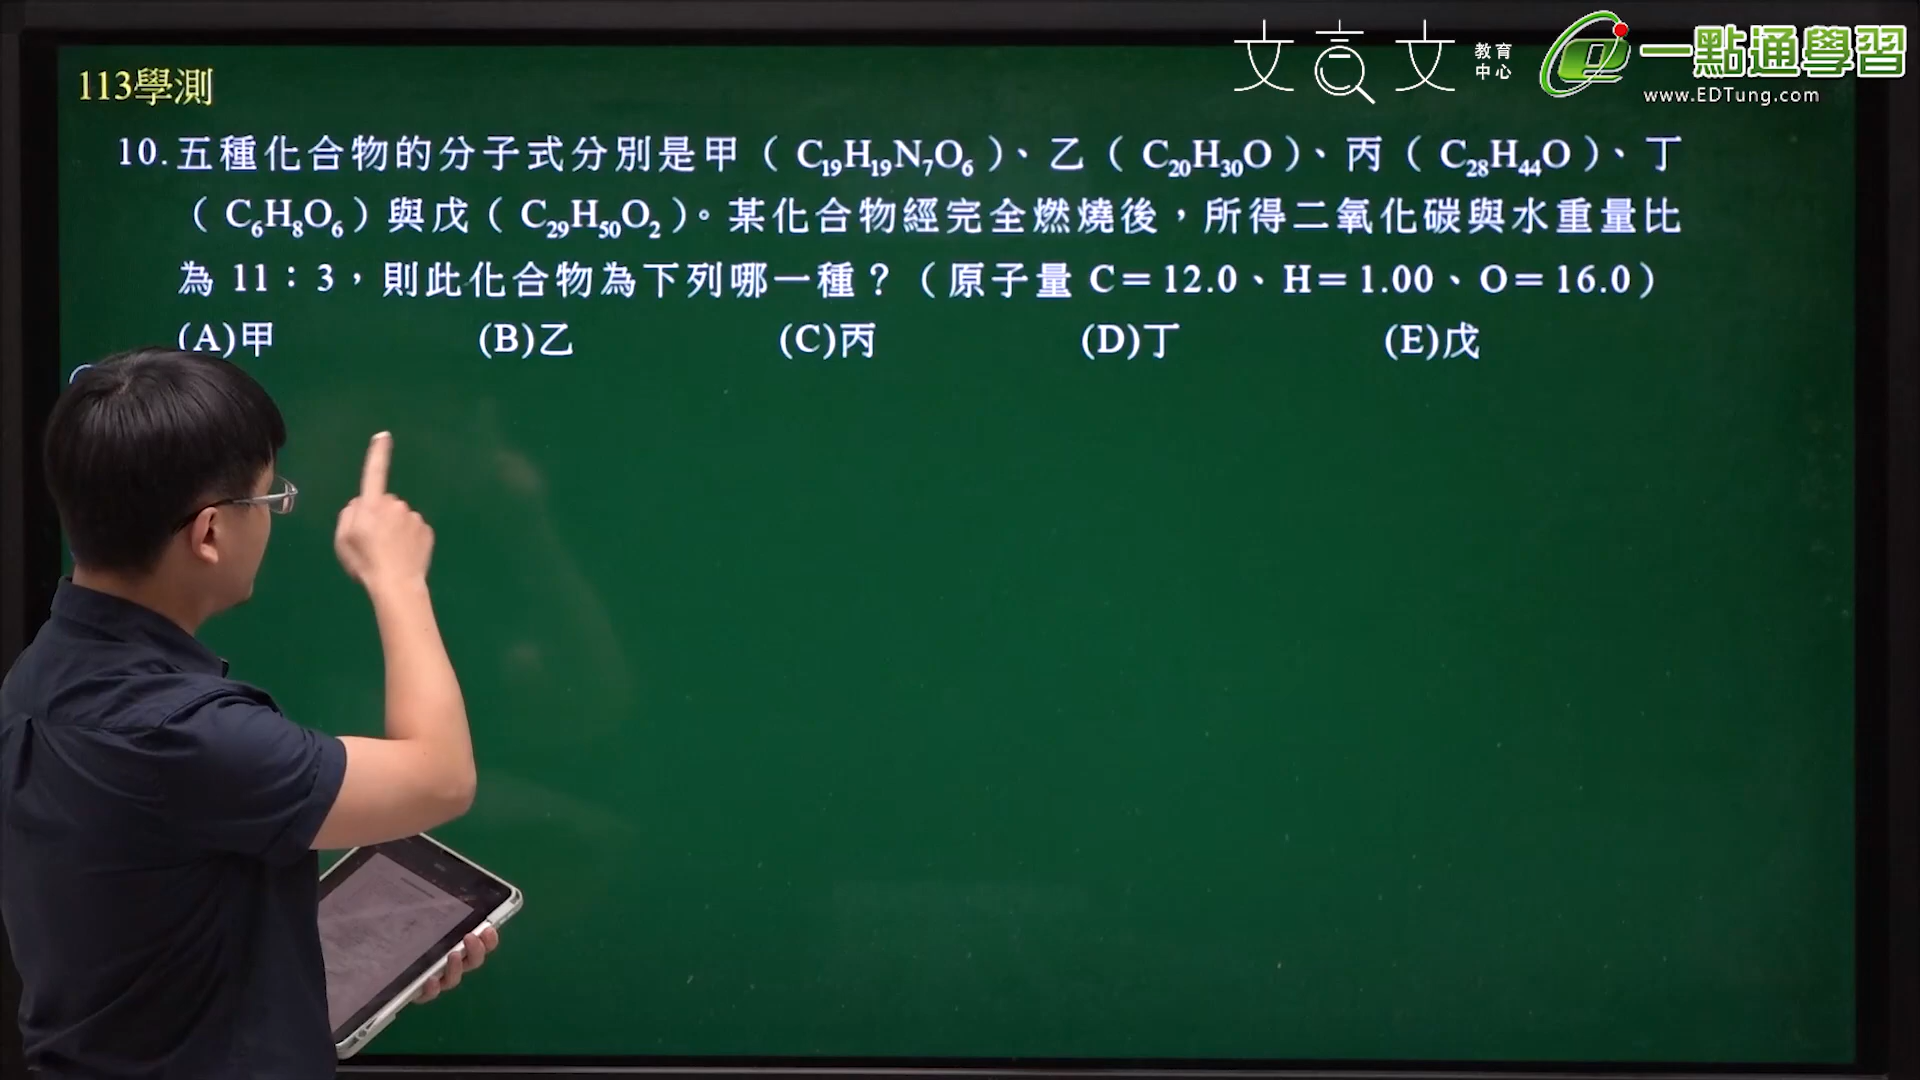 文言文 教育中心
一點通學習
www.EDTung.com
113學測
10.五種化合物的分子式分別是甲（C₁₉H₁₉N₇O₆）、乙（C₂₀H₃₀O）、丙（C₂₈H₄₄O）、丁
（C₆H₈O₆）與戊（C₂₉H₅₀O₂）。某化合物經完全燃燒後，所得二氧化碳與水重量比
為 11：3，則此化合物為下列哪一種？（原子量 C＝12.0、H＝1.00、O＝16.0）
(A)甲 (B)乙 (C)丙 (D)丁 (E)戊